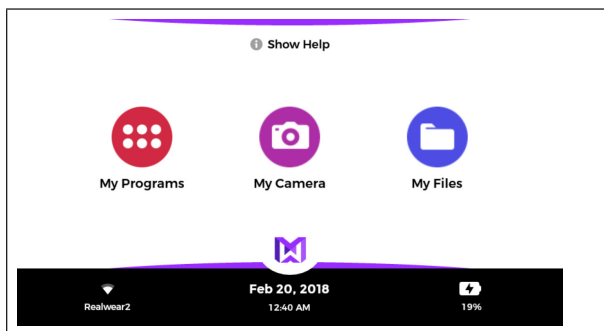 Show Help
My Programs
My Camera
My Files
Feb 20, 2018
Realwear2
12:40 AM
19%